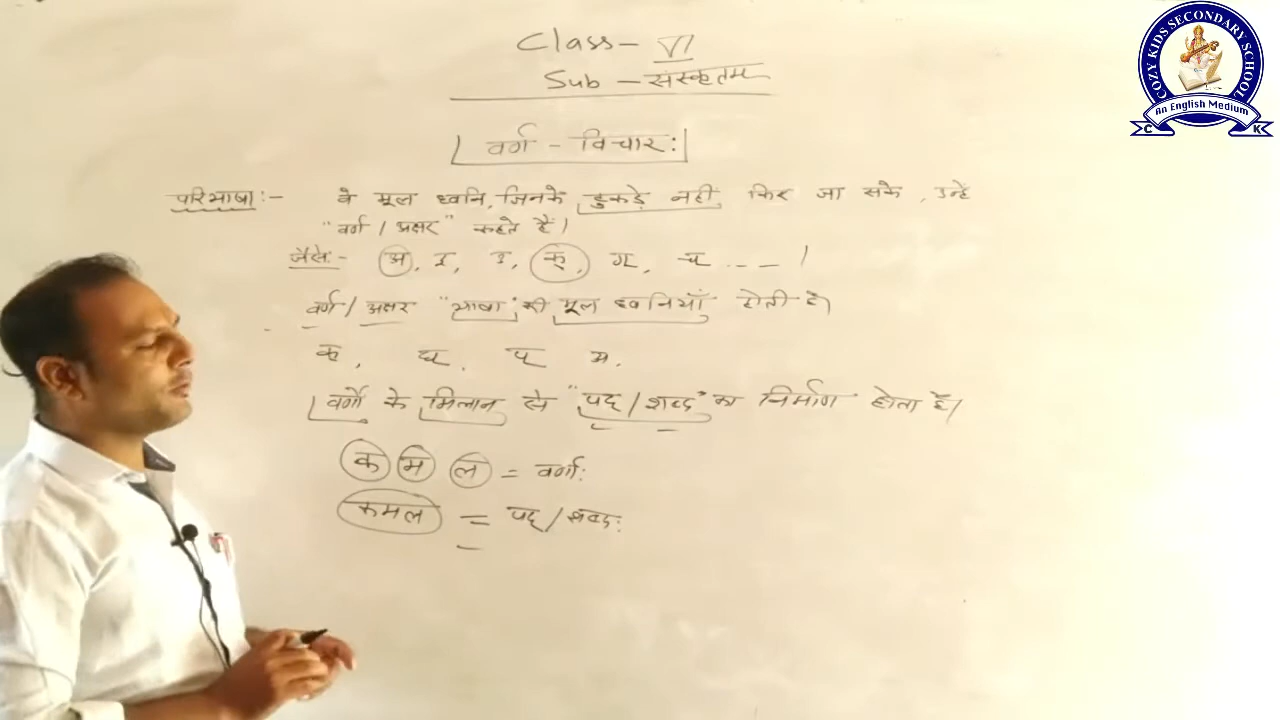 Class- VI
Sub - संस्कृतम
वर्ग - विचार:
परिभाषा :- वे मूल ध्वनि, जिनके टुकड़े नहीं किए जा सके, उन्हें
"वर्ग / अक्षर" कहते हैं।
जैसे:- अ, इ, उ, क्, ग्, च् --- ।
वर्ग / अक्षर "भाषा" की मूल ध्वनियाँ होती है।
क, घ, प म.
वर्गो के मिलान से "पद् / शब्द" का निर्माण होता है।
क म ल = वर्गा:
कमल = पद् / शब्द:
COZY KIDS SECONDARY SCHOOL
An English Medium
C K